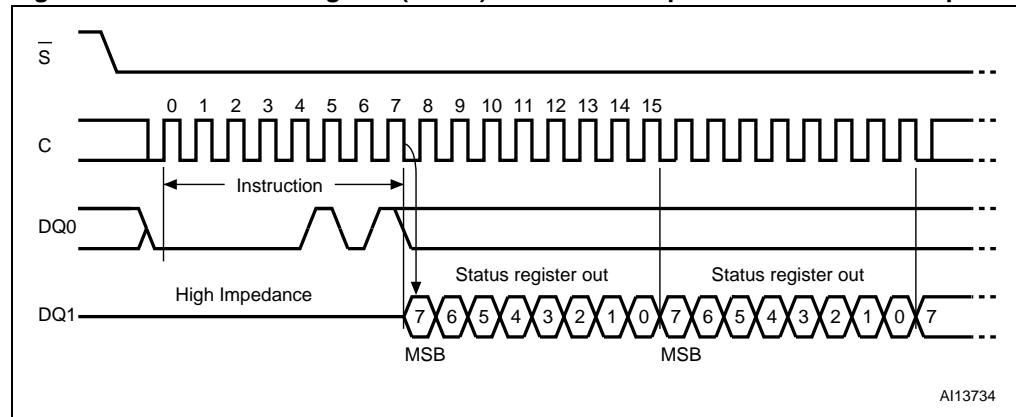 S
0 1 2 3 4 5 6 7 8 9 10 11 12 13 14 15
C
Instruction
DQ0
Status register out Status register out
High Impedance
DQ1 7 6 5 4 3 2 1 0 7 6 5 4 3 2 1 0 7
MSB MSB
AI13734